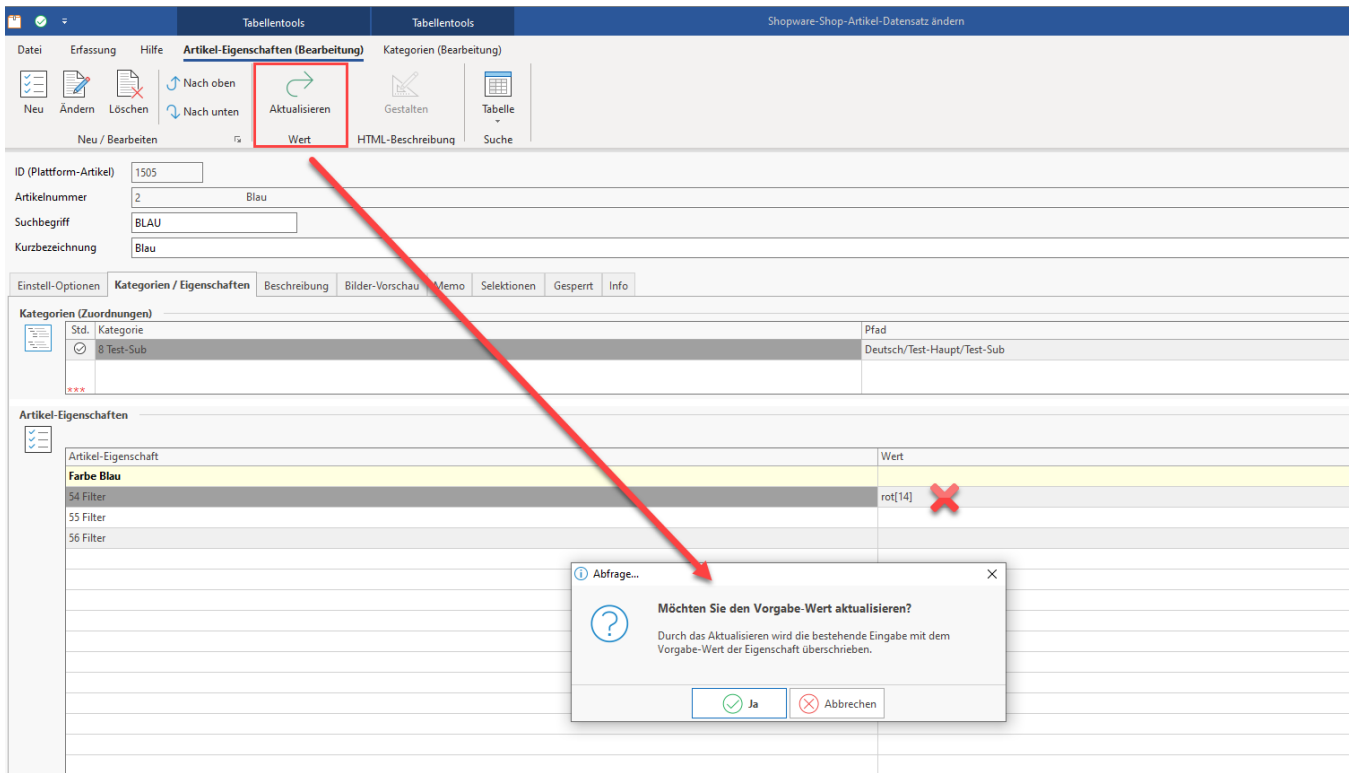 Tabellentools Tabellentools Shopware-Shop-Artikel-Datensatz ändern
Datei Erfassung Hilfe Artikel-Eigenschaften (Bearbeitung) Kategorien (Bearbeitung)
Neu Ändern Löschen Nach oben Nach unten Aktualisieren Gestalten Tabelle
Neu / Bearbeiten Wert HTML-Beschreibung Suche
ID (Plattform-Artikel) 1505
Artikelnummer 2 Blau
Suchbegriff BLAU
Kurzbezeichnung Blau
Einstell-Optionen Kategorien / Eigenschaften Beschreibung Bilder-Vorschau Memo Selektionen Gesperrt Info
Kategorien (Zuordnungen)
Std. Kategorie Pfad
8 Test-Sub Deutsch/Test-Haupt/Test-Sub
***
Artikel-Eigenschaften
Artikel-Eigenschaft Wert
Farbe Blau
54 Filter rot[14]
55 Filter
56 Filter
Abfrage...
Möchten Sie den Vorgabe-Wert aktualisieren?
Durch das Aktualisieren wird die bestehende Eingabe mit dem
Vorgabe-Wert der Eigenschaft überschrieben.
Ja Abbrechen